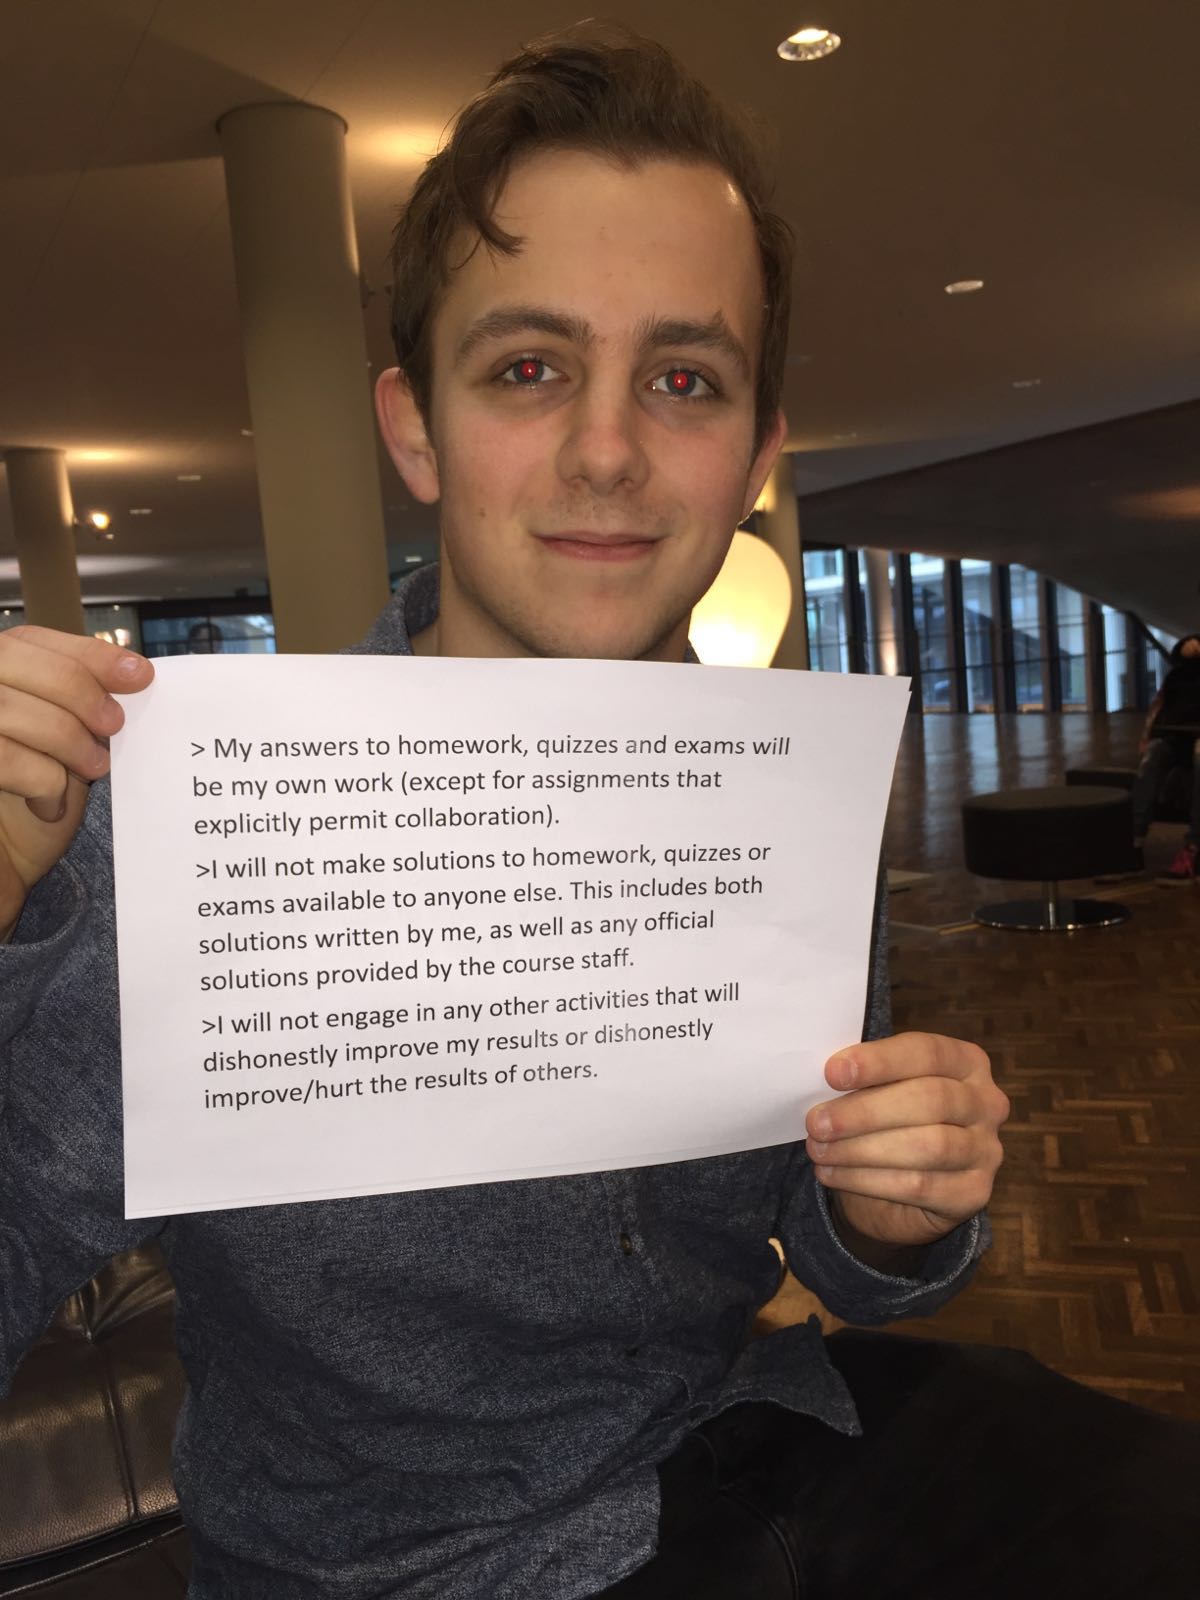 > My answers to homework, quizzes and exams will
be my own work (except for assignments that
explicitly permit collaboration).
>I will not make solutions to homework, quizzes or
exams available to anyone else. This includes both
solutions written by me, as well as any official
solutions provided by the course staff.
>I will not engage in any other activities that will
dishonestly improve my results or dishonestly
improve/hurt the results of others.